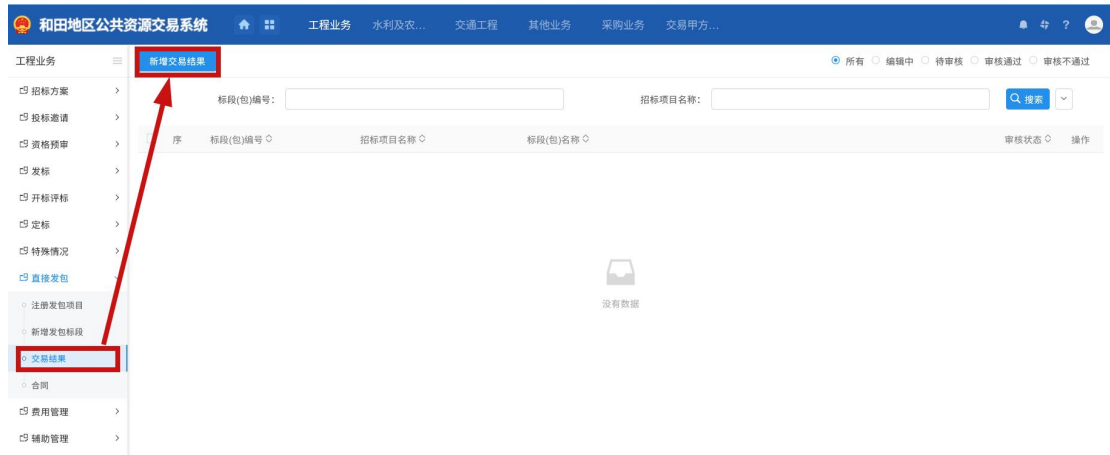 和田地区公共资源交易系统 工程业务 水利及农... 交通工程 其他业务 采购业务 交易甲方... ?
工程业务 新增交易结果 所有 编辑中 待审核 审核通过 审核不通过
招标方案
标段(包)编号： 招标项目名称： 搜索
投标邀请
序 标段(包)编号 招标项目名称 标段(包)名称 审核状态 操作
资格预审
发标
开标评标
定标
特殊情况
直接发包
没有数据
注册发包项目
新增发包标段
交易结果
合同
费用管理
辅助管理